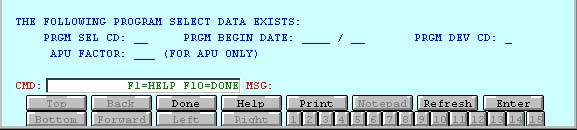 THE FOLLOWING PROGRAM SELECT DATA EXISTS:
PRGM SEL CD: __ PRGM BEGIN DATE: ____ / __ PRGM DEV CD: _
APU FACTOR: ___ (FOR APU ONLY)
CMD: F1=HELP F10=DONE MSG:
Top Back Done Help Print Notepad Refresh Enter
Bottom Forward Left Right 1 2 3 4 5 6 7 8 9 10 11 12 13 14 15